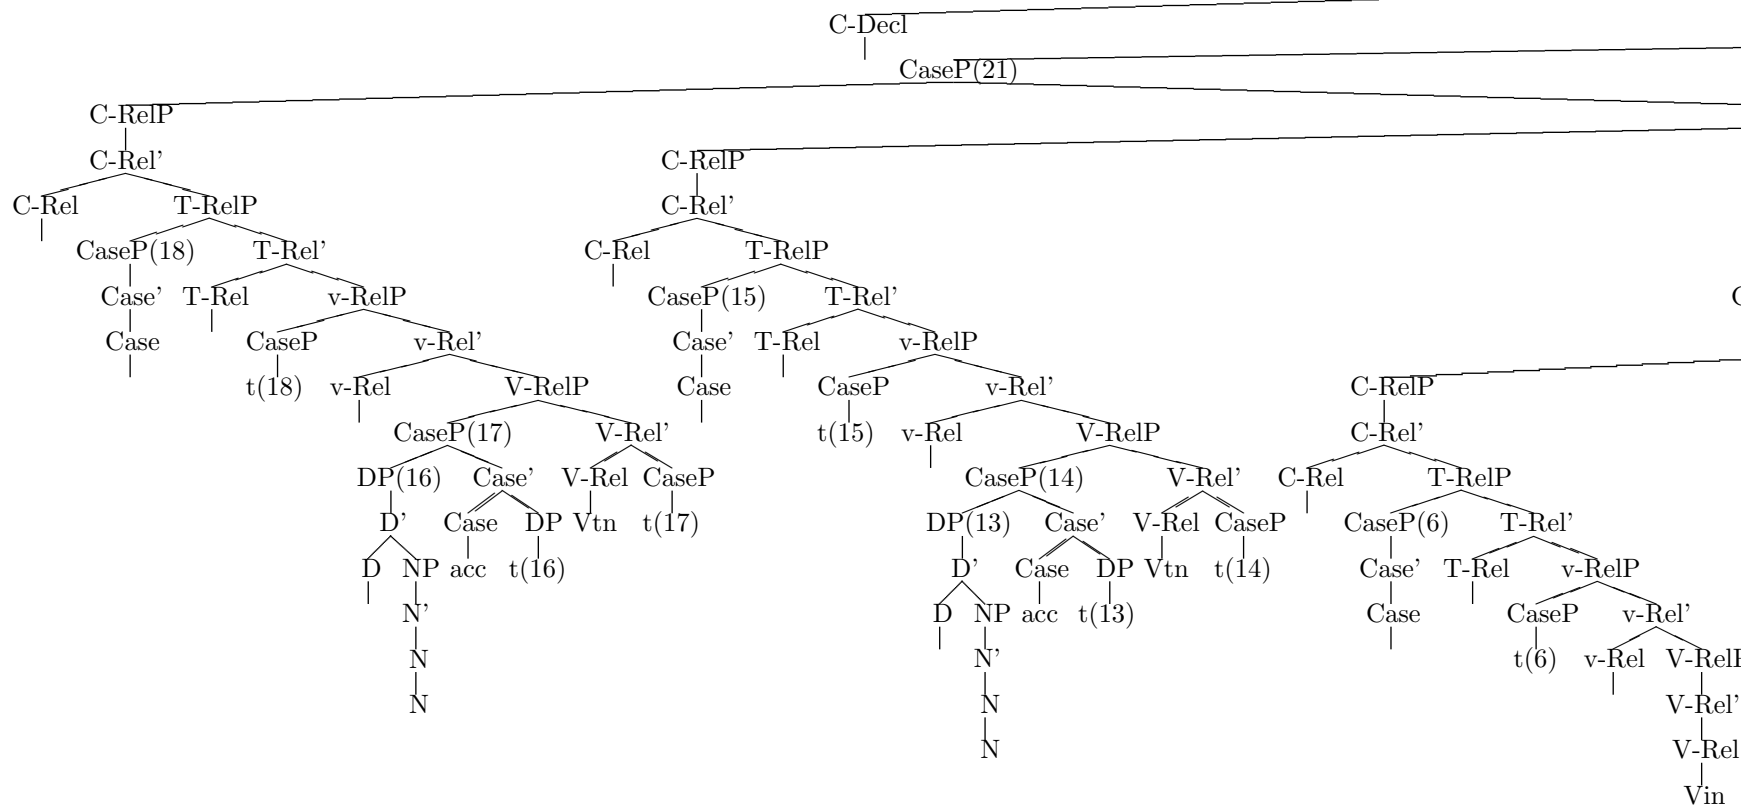 C-Decl
CaseP(21)
C-RelP
C-Rel' C-RelP
C-Rel T-RelP C-Rel'
CaseP(18) T-Rel' C-Rel T-RelP
Case' T-Rel v-RelP CaseP(15) T-Rel'
Case CaseP v-Rel' Case' T-Rel v-RelP
t(18) v-Rel V-RelP Case CaseP v-Rel' C-RelP
CaseP(17) V-Rel' t(15) v-Rel V-RelP C-Rel'
DP(16) Case' V-Rel CaseP CaseP(14) V-Rel' C-Rel T-RelP
D' Case DP Vtn t(17) DP(13) Case' V-Rel CaseP CaseP(6) T-Rel'
D NP acc t(16) D' Case DP Vtn t(14) Case' T-Rel v-RelP
N' D NP acc t(13) Case CaseP v-Rel'
N N' t(6) v-Rel V-RelP
N N V-Rel'
N V-Rel
Vin